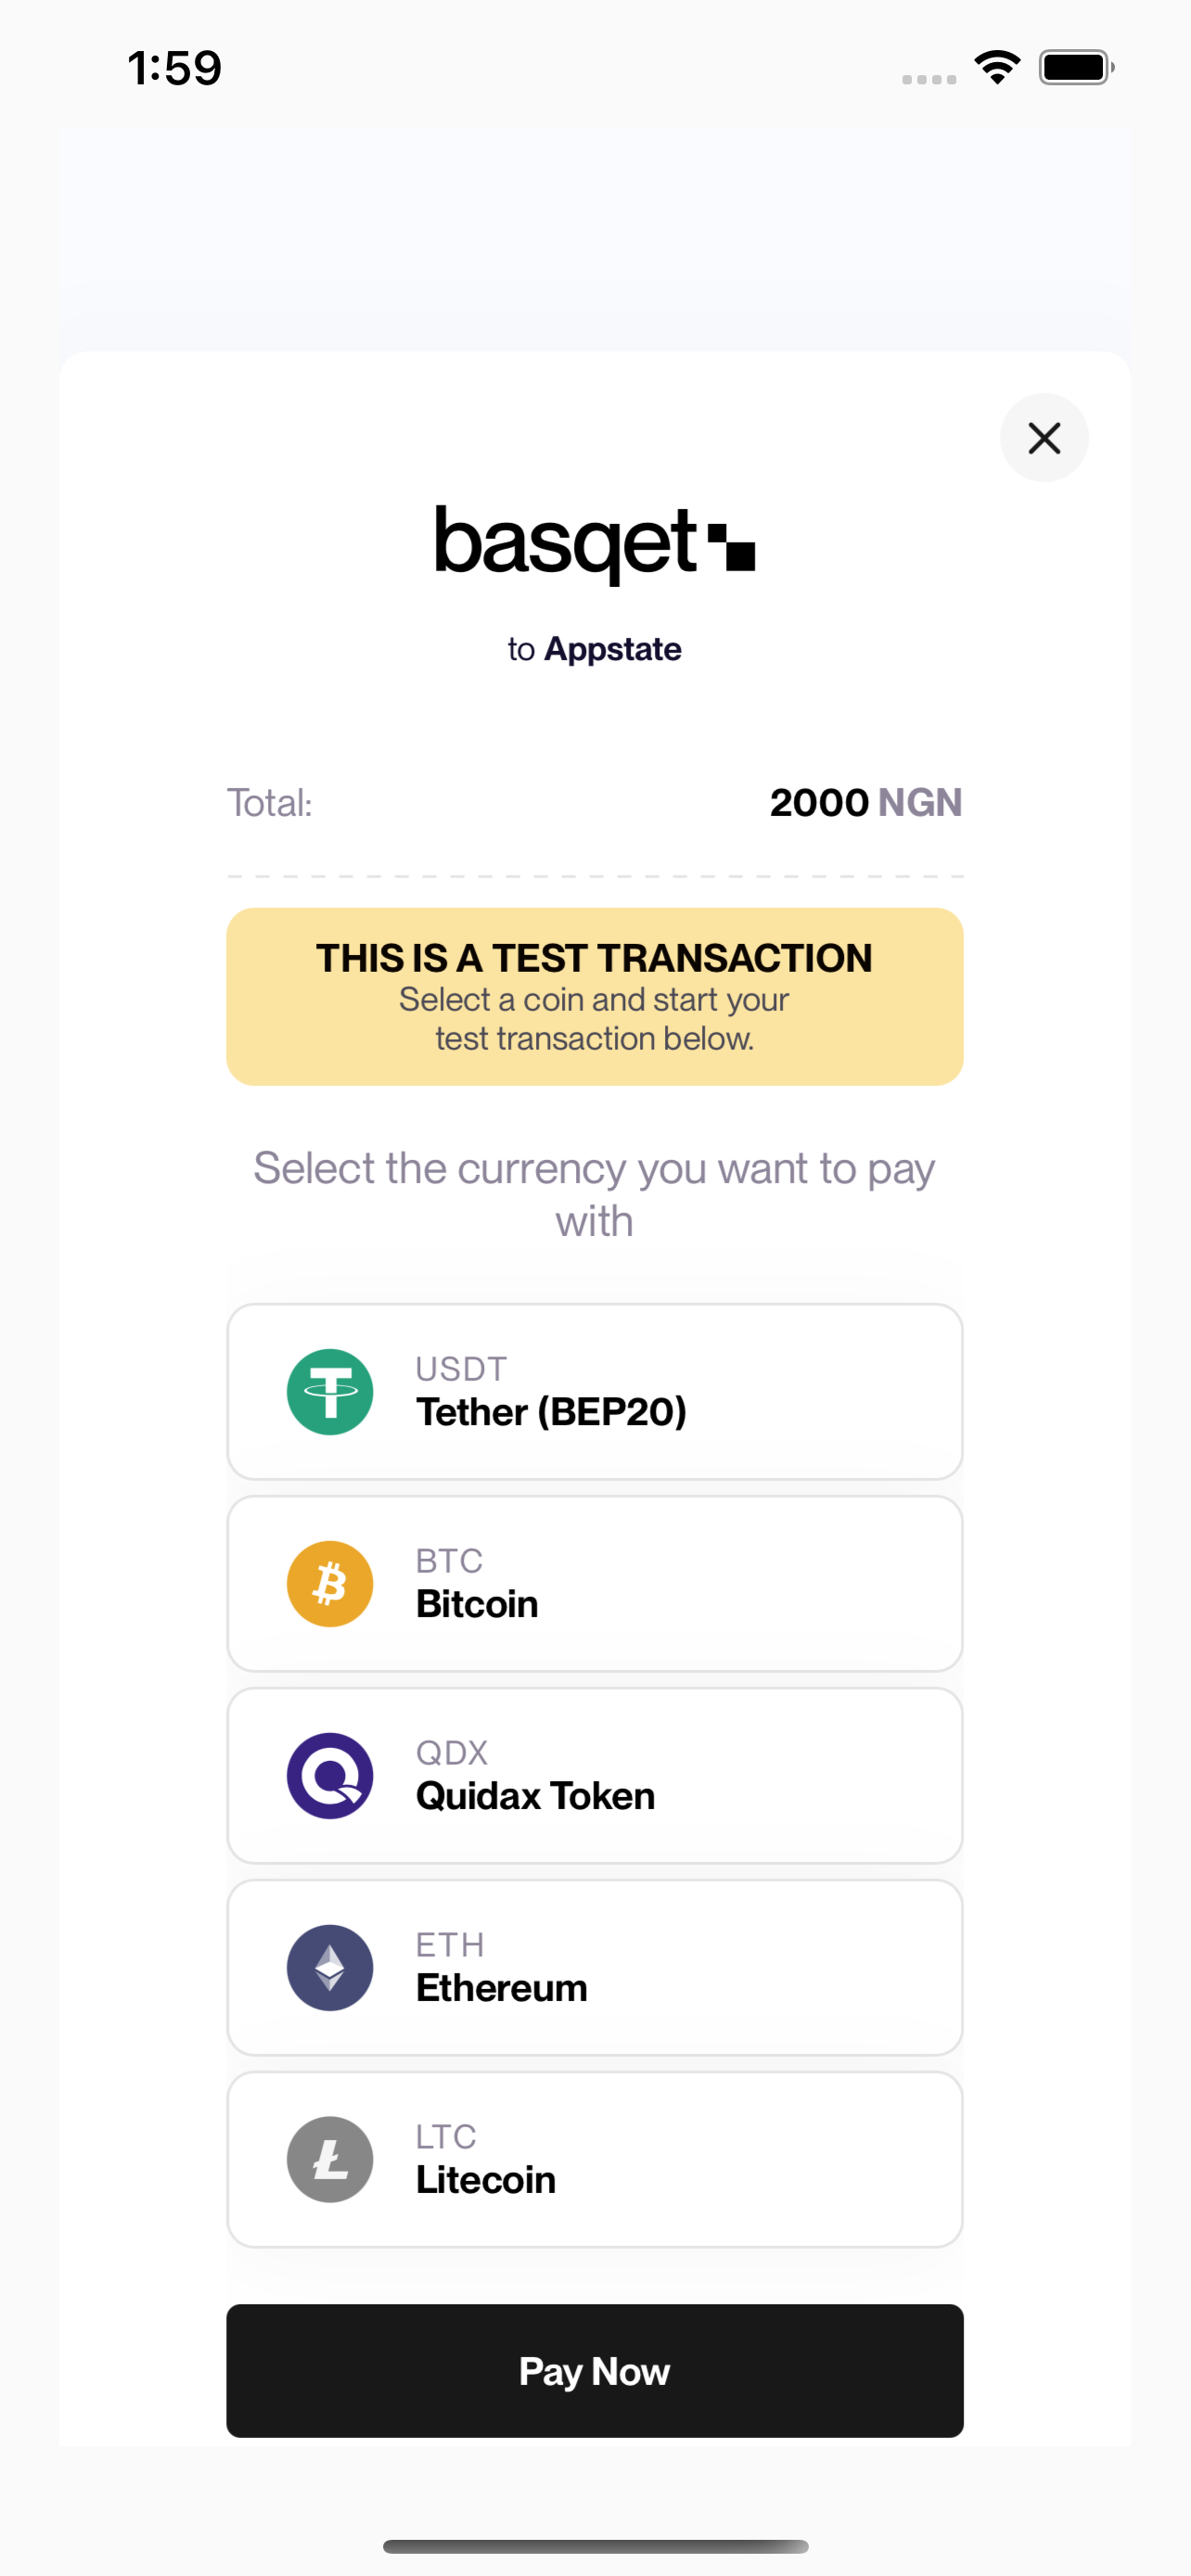 1:59
basqet
to Appstate
Total: 2000 NGN
THIS IS A TEST TRANSACTION
Select a coin and start your
test transaction below.
Select the currency you want to pay
with
USDT
Tether (BEP20)
BTC
Bitcoin
QDX
Quidax Token
ETH
Ethereum
LTC
Litecoin
Pay Now